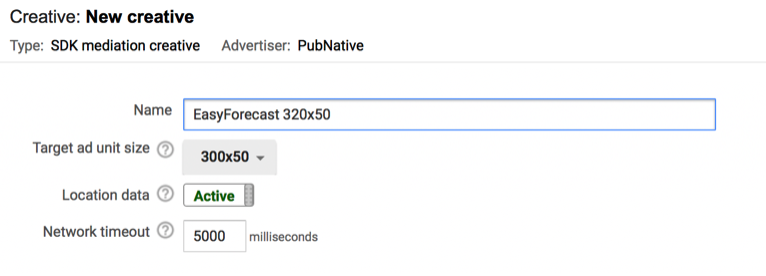 Creative: New creative
Type: SDK mediation creative Advertiser: PubNative
Name EasyForecast 320x50
Target ad unit size ? 300x50
Location data ? Active
Network timeout ? 5000 milliseconds